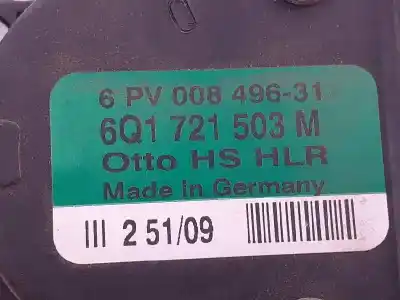 6 PV 008 496-31
6Q1 721 503 M
Otto HS HLR
Made in Germany
III 2 51/09